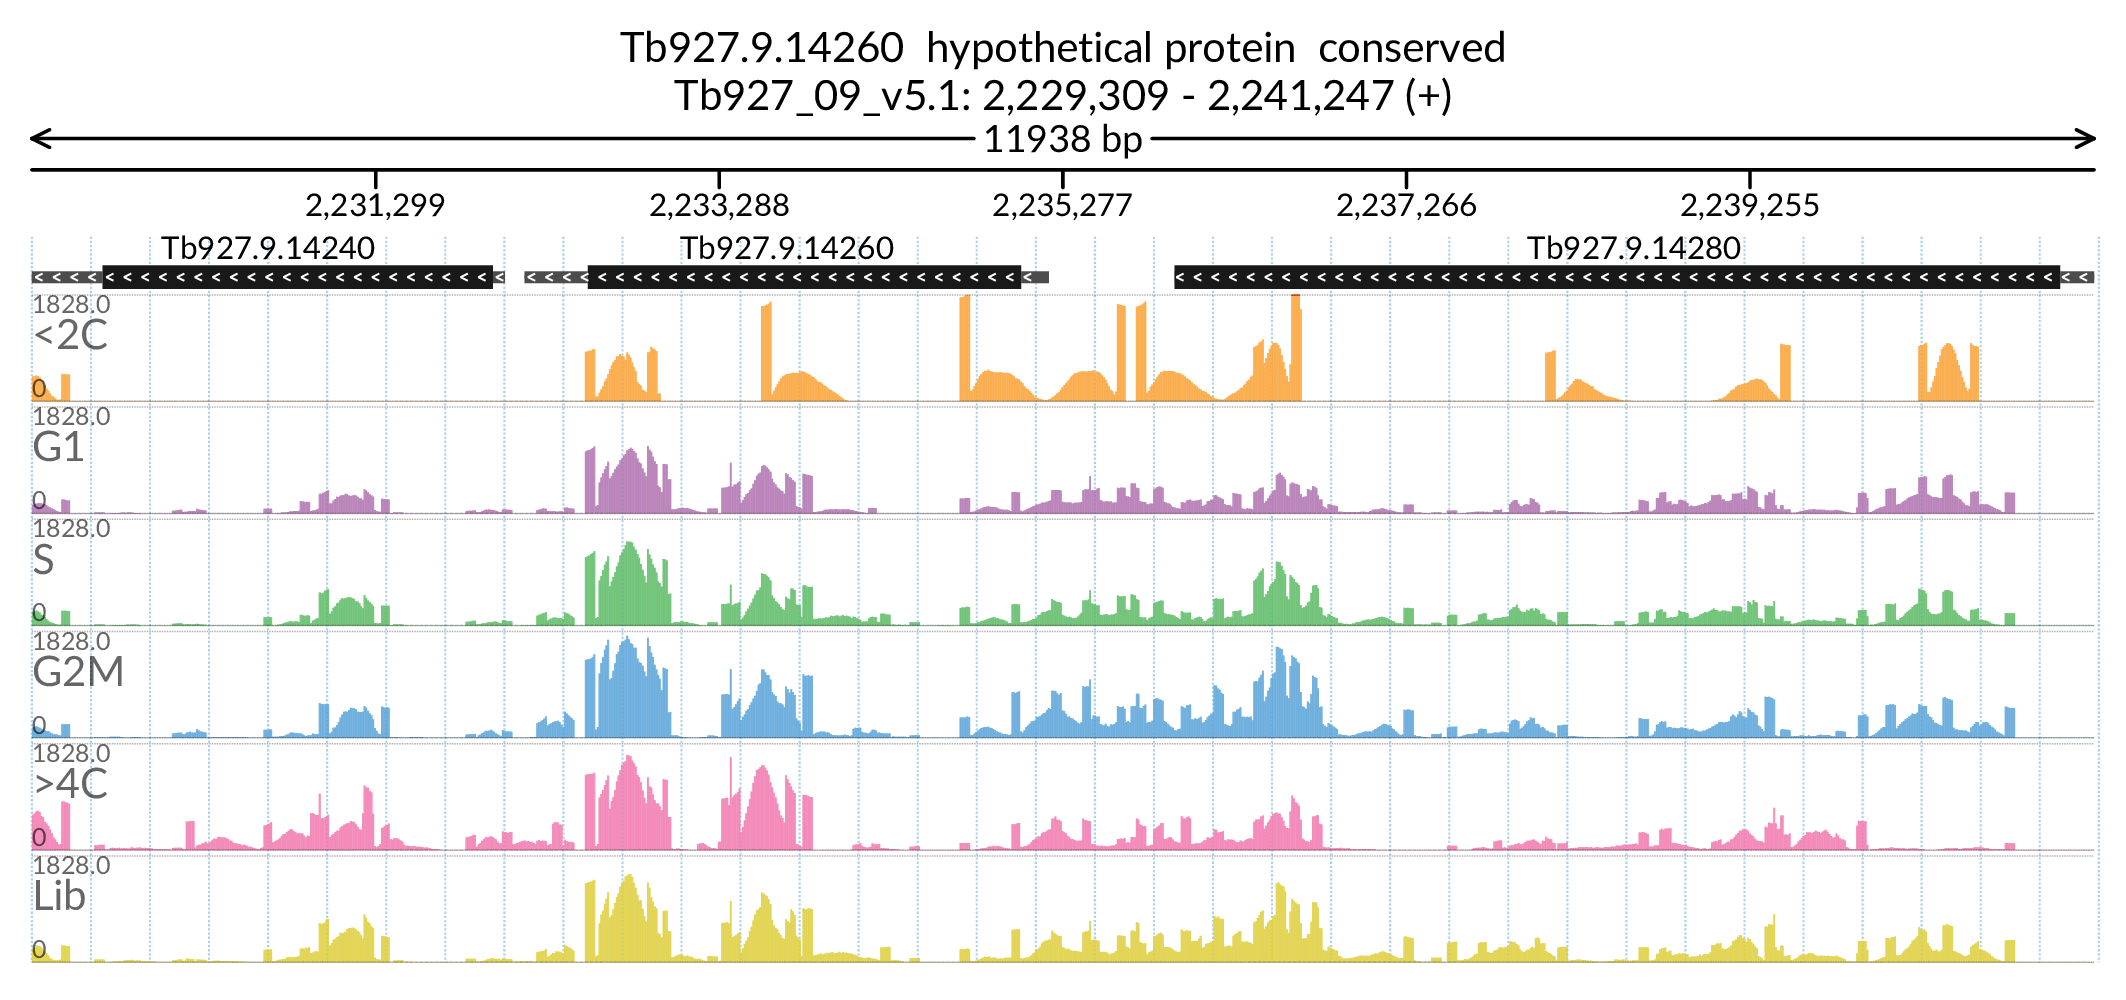 Tb927.9.14260  hypothetical protein  conserved
Tb927_09_v5.1: 2,229,309 - 2,241,247 (+)
11938 bp
2,231,299 2,233,288 2,235,277 2,237,266 2,239,255
Tb927.9.14240 Tb927.9.14260 Tb927.9.14280
1828.0
<2C
0
1828.0
G1
0
1828.0
S
0
1828.0
G2M
0
1828.0
>4C
0
1828.0
Lib
0